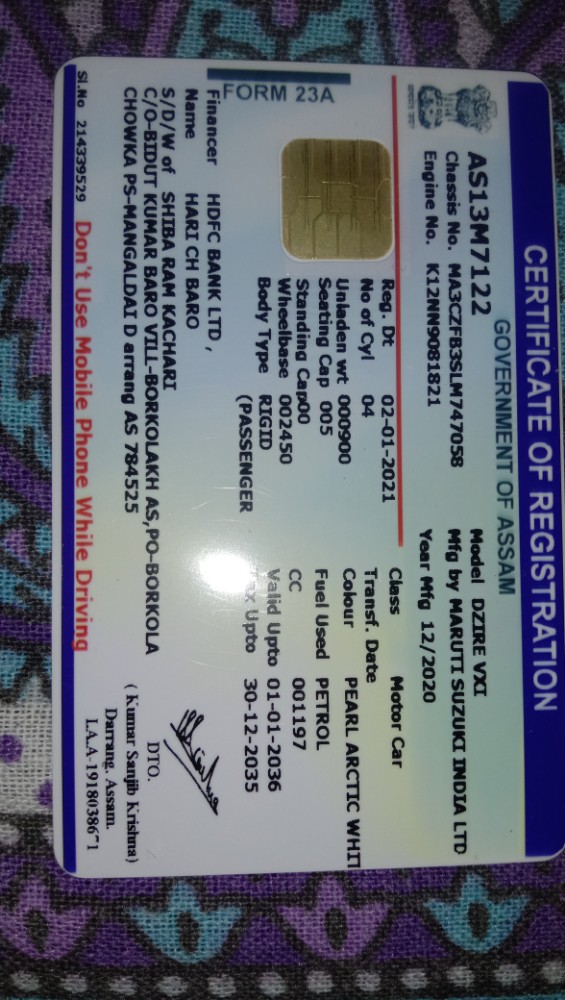 CERTIFICATE OF REGISTRATION
GOVERNMENT OF ASSAM
AS13M7122 Model DZIRE VXI
Chassis No. MA3CZFB3SLM747058 Mfg by MARUTI SUZUKI INDIA LTD
Engine No. K12NN9081821 Year Mfg 12/2020
Reg. Dt 02-01-2021 Class Motor Car
No of Cyl 04 Transf. Date
Unladen wt 000900 Colour PEARL ARCTIC WHIT
Seating Cap 005 Fuel Used PETROL
Standing Cap00 CC 001197
Wheelbase 002450 Valid Upto 01-01-2036
Body Type RIGID Upto 30-12-2035
(PASSENGER
FORM 23A
Financer HDFC BANK LTD ,
Name HARI CH BARO
S/D/W of SHIBA RAM KACHARI
C/O-BIDUT KUMAR BARO VILL-BORKOLAKH AS,PO-BORKOLA
CHOWKA PS-MANGALDAI D arrang AS 784525
DTO.
( Kumar Sanjib Krishna)
Darrang. Assam.
Sl.No 214339529 Don't Use Mobile Phone While Driving